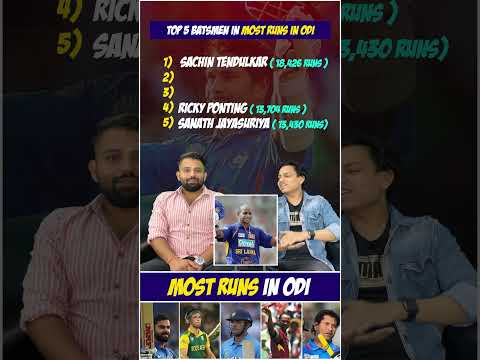 TOP 5 BATSMEN IN MOST RUNS IN ODI
1) SACHIN TENDULKAR ( 18,426 RUNS )
2)
3)
4) RICKY PONTING ( 13,704 RUNS )
5) SANATH JAYASURIYA ( 13,430 RUNS)
SRI LANKA
MOST RUNS IN ODI